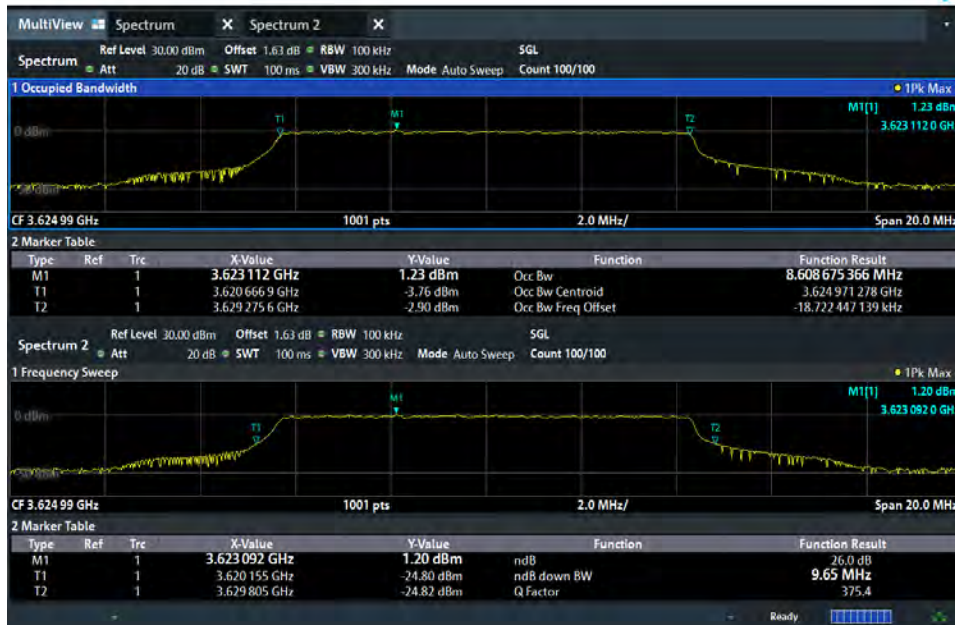 MultiView Spectrum X Spectrum 2 X
Ref Level 30.00 dBm Offset 1.63 dB RBW 100 kHz SGL
Spectrum Att 20 dB SWT 100 ms VBW 300 kHz Mode Auto Sweep Count 100/100
1 Occupied Bandwidth 1Pk Max
M1[1] 1.23 dBm
3.623 112 0 GH
T1 M1 T2
0 dBm
CF 3.624 99 GHz 1001 pts 2.0 MHz/ Span 20.0 MHz
2 Marker Table
Type Ref Trc X-Value Y-Value Function Function Result
M1 1 3.623 112 GHz 1.23 dBm Occ Bw 8.608 675 366 MHz
T1 1 3.620 666 9 GHz -3.76 dBm Occ Bw Centroid 3.624 971 278 GHz
T2 1 3.629 275 6 GHz -2.90 dBm Occ Bw Freq Offset -18.722 447 139 kHz
Ref Level 30.00 dBm Offset 1.63 dB RBW 100 kHz SGL
Spectrum 2 Att 20 dB SWT 100 ms VBW 300 kHz Mode Auto Sweep Count 100/100
1 Frequency Sweep 1Pk Max
M1[1] 1.20 dBm
3.623 092 0 GH
M1
0 dBm
T1 T2
CF 3.624 99 GHz 1001 pts 2.0 MHz/ Span 20.0 MHz
2 Marker Table
Type Ref Trc X-Value Y-Value Function Function Result
M1 1 3.623 092 GHz 1.20 dBm ndB 26.0 dB
T1 1 3.620 155 GHz -24.80 dBm ndB down BW 9.65 MHz
T2 1 3.629 805 GHz -24.82 dBm Q Factor 375.4
Ready